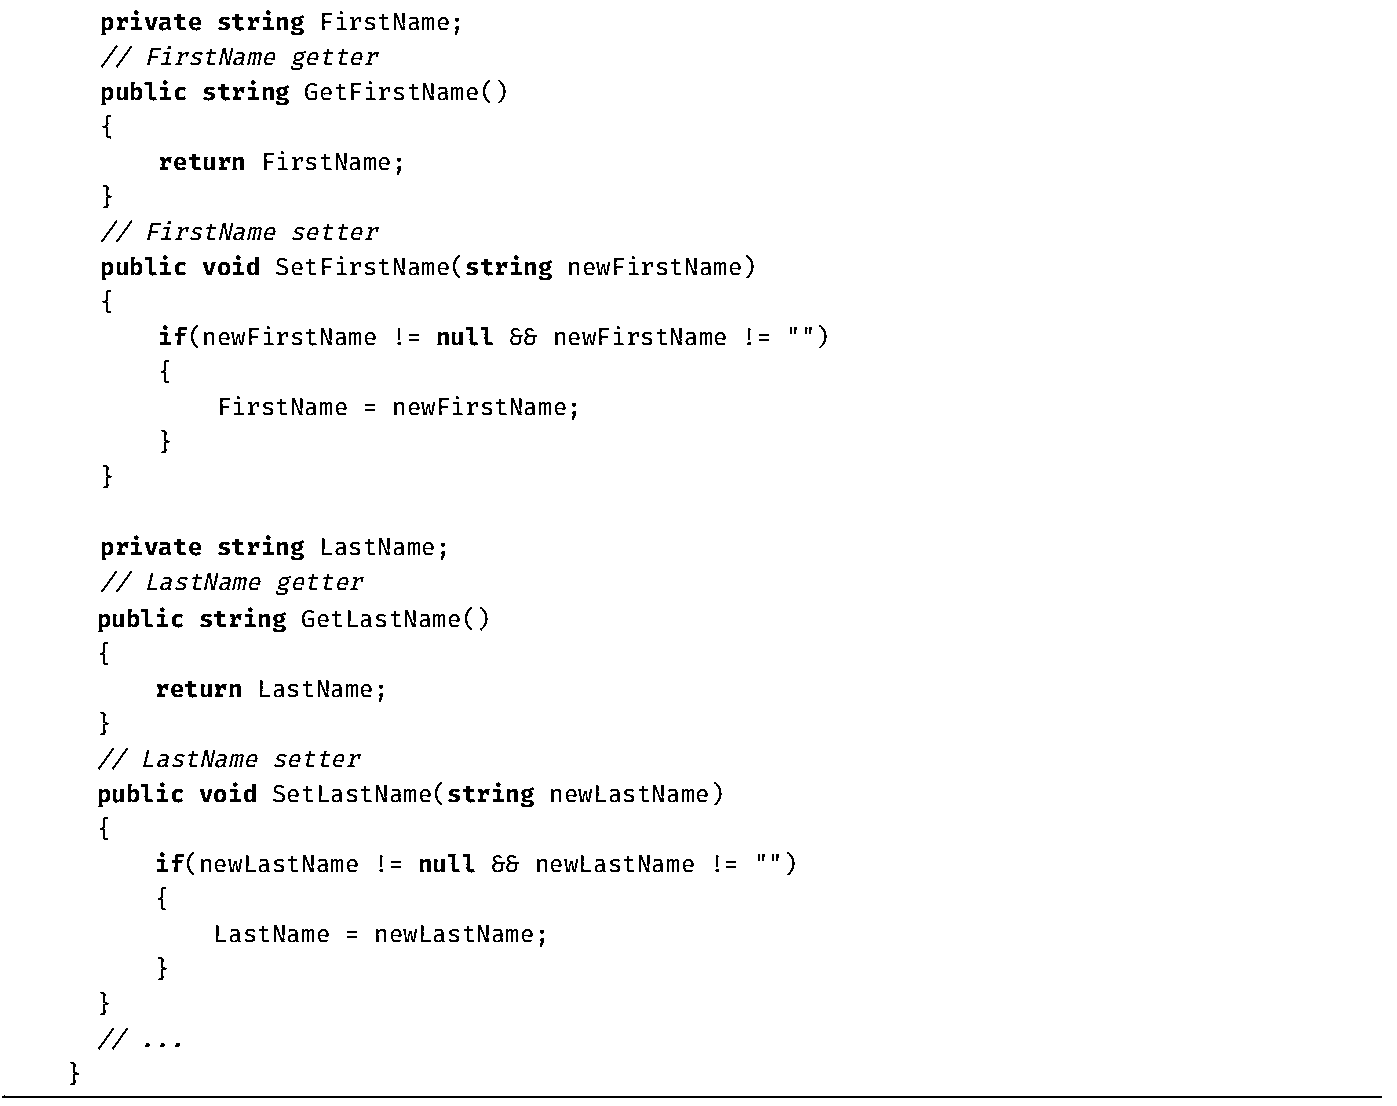 private string FirstName;
// FirstName getter
public string GetFirstName()
{
    return FirstName;
}
// FirstName setter
public void SetFirstName(string newFirstName)
{
    if(newFirstName != null && newFirstName != "")
    {
        FirstName = newFirstName;
    }
}

private string LastName;
// LastName getter
public string GetLastName()
{
    return LastName;
}
// LastName setter
public void SetLastName(string newLastName)
{
    if(newLastName != null && newLastName != "")
    {
        LastName = newLastName;
    }
}
// ...
}